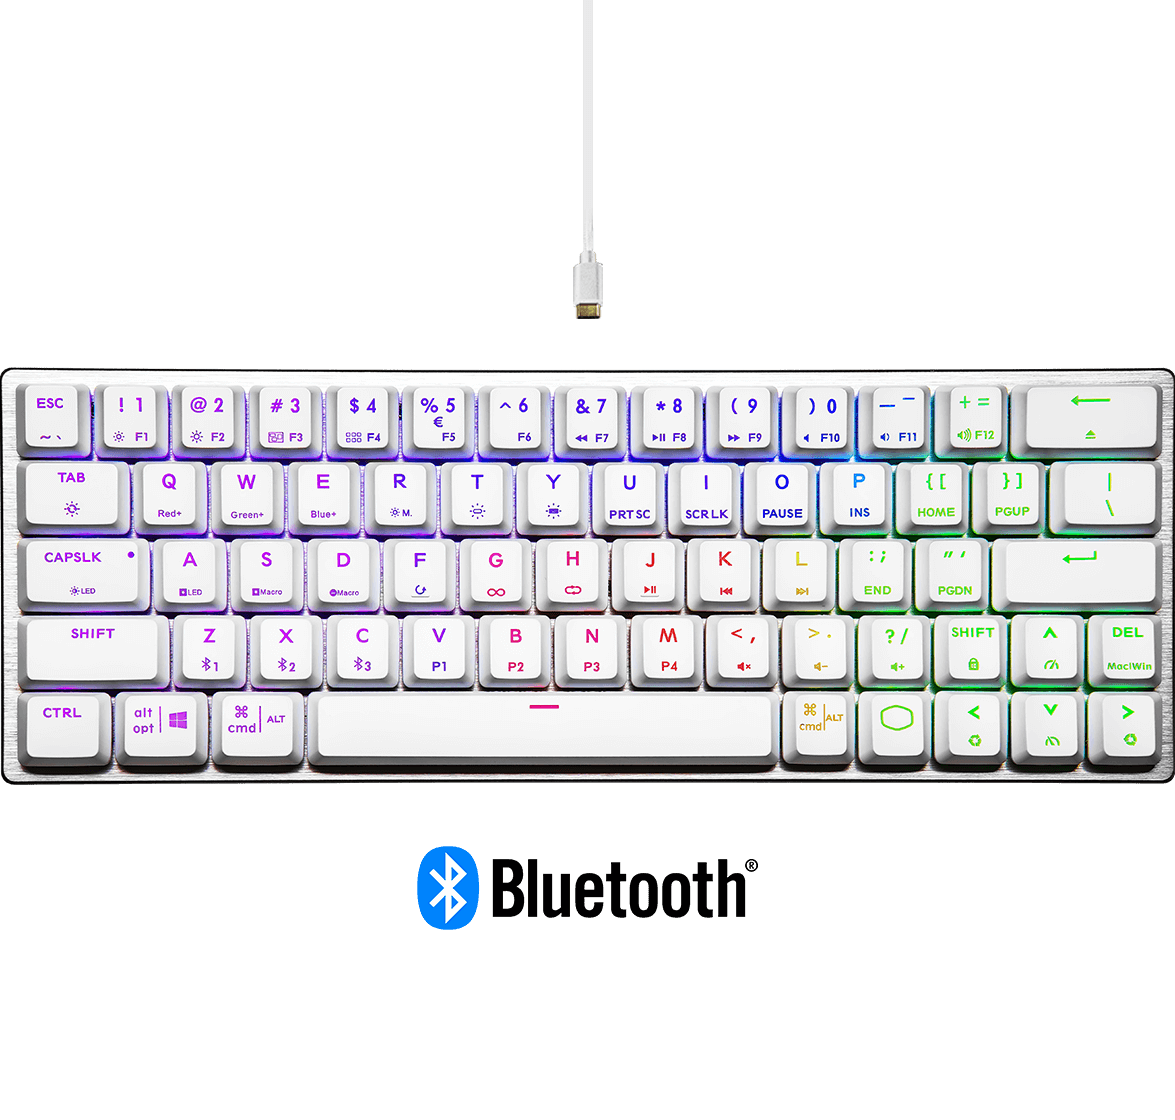 ESC ! 1 @ 2 # 3 $ 4 % 5 ^ 6 & 7 * 8 ( 9 ) 0 — - + =
~ ` F1 F2 F3 F4 € F5 F6 F7 F8 F9 F10 F11 F12
TAB Q W E R T Y U I O P { [ } ] | \
Red+ Green+ Blue+ M. PRT SC SCR LK PAUSE INS HOME PGUP
CAPSLK A S D F G H J K L : ; " '
LED LED Macro Macro END PGDN
SHIFT Z X C V B N M < , > . ? / SHIFT DEL
1 2 3 P1 P2 P3 P4 Mac|Win
CTRL alt opt ⌘ cmd ALT ⌘ cmd ALT
Bluetooth®